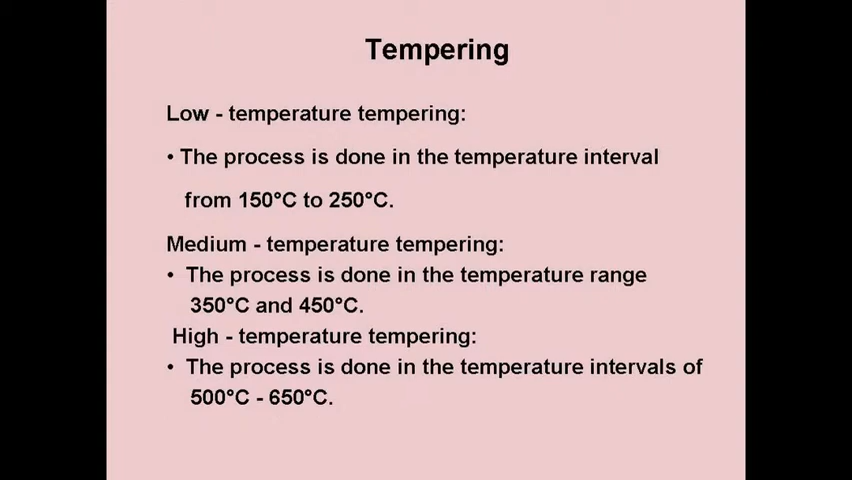 Tempering
Low - temperature tempering:
• The process is done in the temperature interval
from 150°C to 250°C.
Medium - temperature tempering:
• The process is done in the temperature range
350°C and 450°C.
High - temperature tempering:
• The process is done in the temperature intervals of
500°C - 650°C.